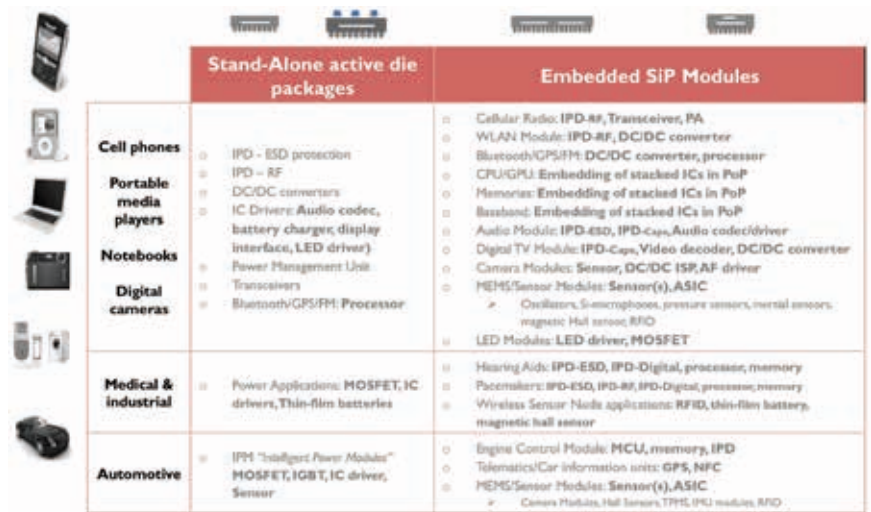 Stand-Alone active die
packages
Embedded SiP Modules
Cell phones
Portable
media
players
Notebooks
Digital
cameras
IPD - ESD protection
IPD - RF
DC/DC converters
IC Drivers: Audio codec,
battery charger, display
interface, LED driver)
Power Management Unit
Transceivers
Bluetooth/GPS/FM: Processor
Cellular Radio: IPD-RF, Transceiver, PA
WLAN Module: IPD-RF, DC/DC converter
Bluetooth/GPS/FM: DC/DC converter, processor
CPU/GPU: Embedding of stacked ICs in PoP
Memories: Embedding of stacked ICs in PoP
Baseband: Embedding of stacked ICs in PoP
Audio Module: IPD-ESD, IPD-Caps, Audio codec/driver
Digital TV Module: IPD-Caps, Video decoder, DC/DC converter
Camera Modules: Sensor, DC/DC ISP, AF driver
MEMS/Sensor Modules: Sensor(s), ASIC
Oscillators, Si-microphones, pressure sensors, inertial sensors,
magnetic Hall sensor, RFID
LED Modules: LED driver, MOSFET
Medical &
industrial
Power Applications: MOSFET, IC
drivers, Thin-film batteries
Hearing Aids: IPD-ESD, IPD-Digital, processor, memory
Pacemakers: IPD-ESD, IPD-RF, IPD-Digital, processor, memory
Wireless Sensor Node applications: RFID, thin-film battery,
magnetic hall sensor
Automotive
IPM "Intelligent Power Modules"
MOSFET, IGBT, IC driver,
Sensor
Engine Control Module: MCU, memory, IPD
Telematics/Car information units: GPS, NFC
MEMS/Sensor Modules: Sensor(s), ASIC
Camera Modules, Hall Sensors, TPMS, IMU modules, RFID